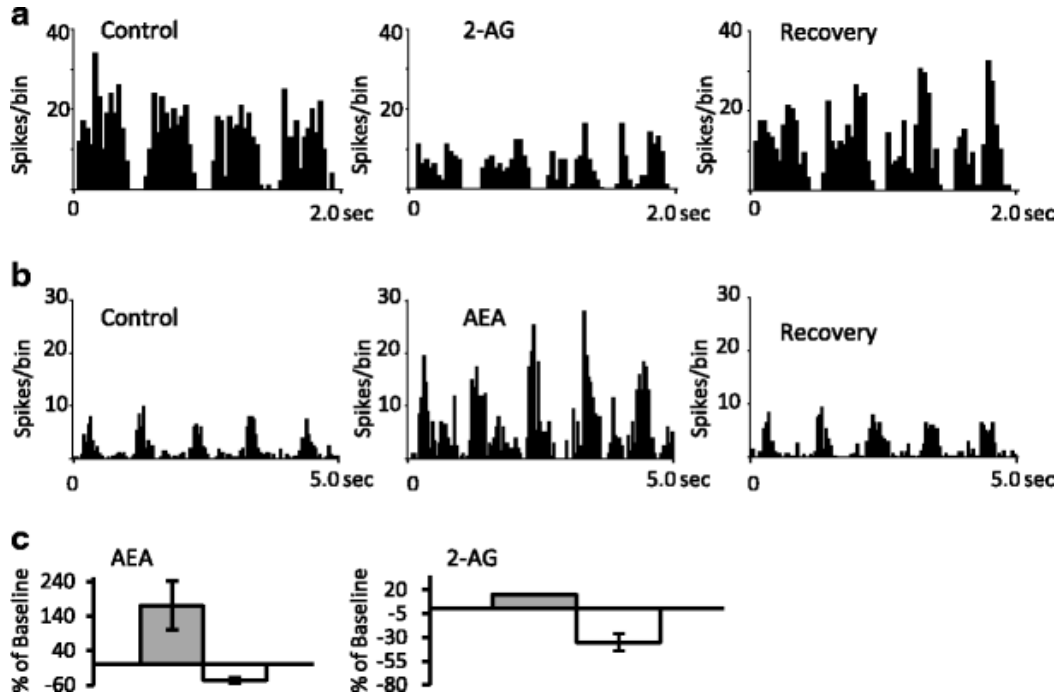 a
Control
2-AG
Recovery
Spikes/bin
40
20
0
2.0 sec
Spikes/bin
40
20
0
2.0 sec
Spikes/bin
40
20
0
2.0 sec
b
Control
AEA
Recovery
Spikes/bin
30
20
10
0
5.0 sec
Spikes/bin
30
20
10
0
5.0 sec
Spikes/bin
30
20
10
0
5.0 sec
c
AEA
% of Baseline
240
140
40
-60
2-AG
% of Baseline
20
-5
-30
-55
-80